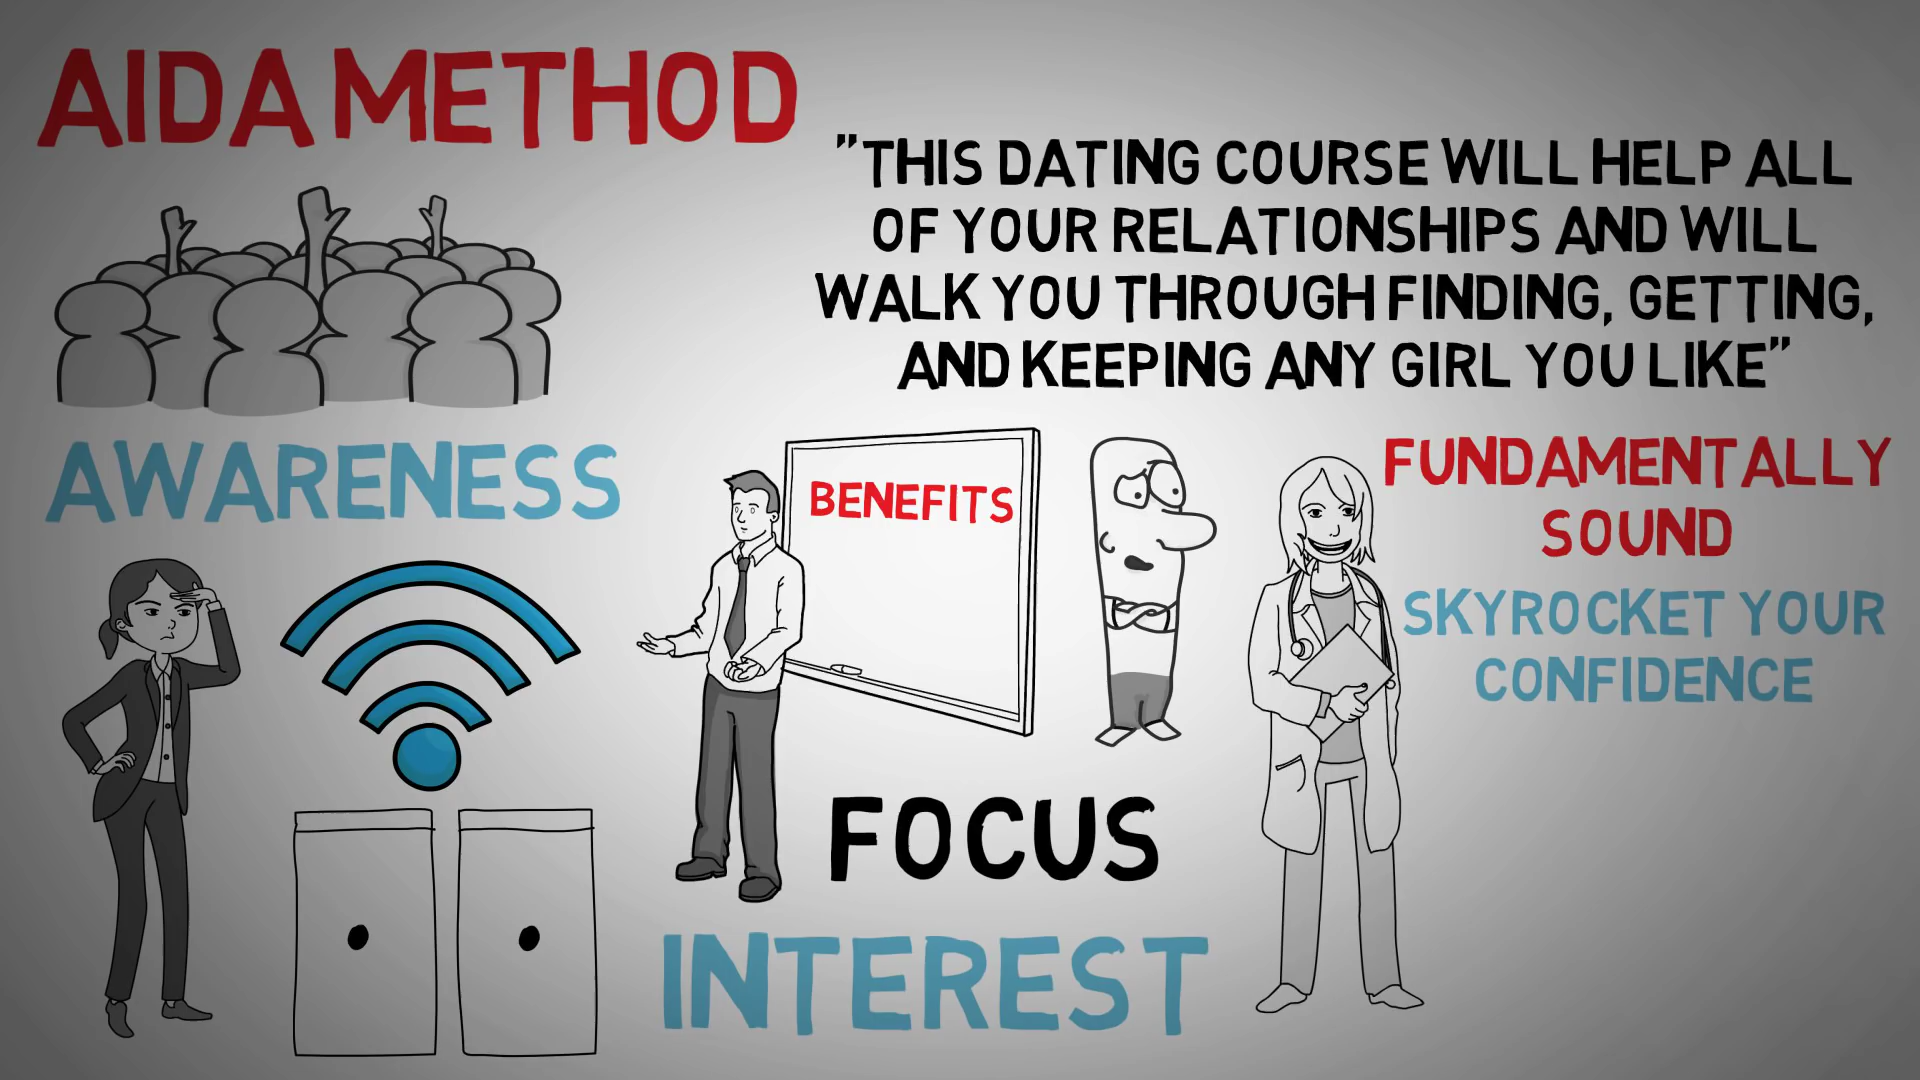 AIDA METHOD
"THIS DATING COURSE WILL HELP ALL
OF YOUR RELATIONSHIPS AND WILL
WALK YOU THROUGH FINDING, GETTING,
AND KEEPING ANY GIRL YOU LIKE"
AWARENESS
BENEFITS
FUNDAMENTALLY
SOUND
SKYROCKET YOUR
CONFIDENCE
FOCUS
INTEREST